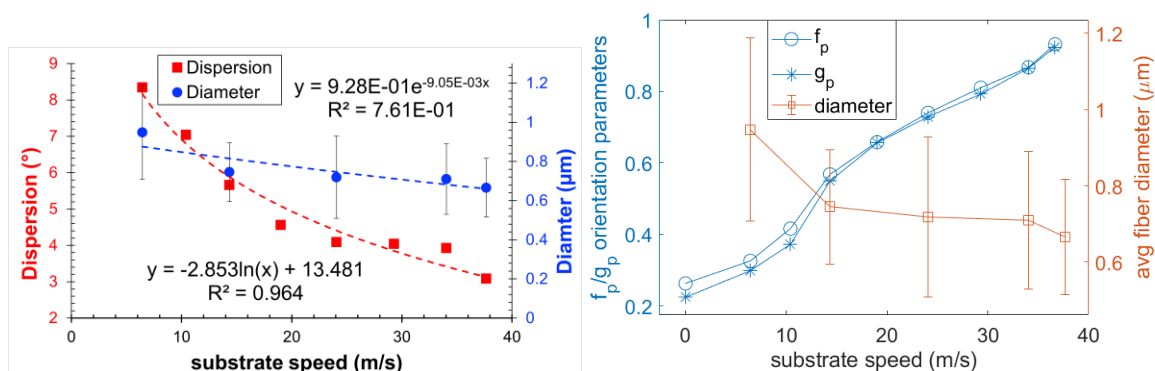 Dispersion
Diameter
y = 9.28E-01e-9.05E-03x
R² = 7.61E-01
y = -2.853ln(x) + 13.481
R² = 0.964
9
8
7
6
5
4
3
2
Dispersion (°)
1.2
1
0.8
0.6
0.4
0.2
0
Diamter (µm)
0 10 20 30 40
substrate speed (m/s)
fp
gp
diameter
1
0.8
0.6
0.4
0.2
fp/gp orientation parameters
1.2
1
0.8
0.6
avg fiber diameter (µm)
0 10 20 30 40
substrate speed (m/s)